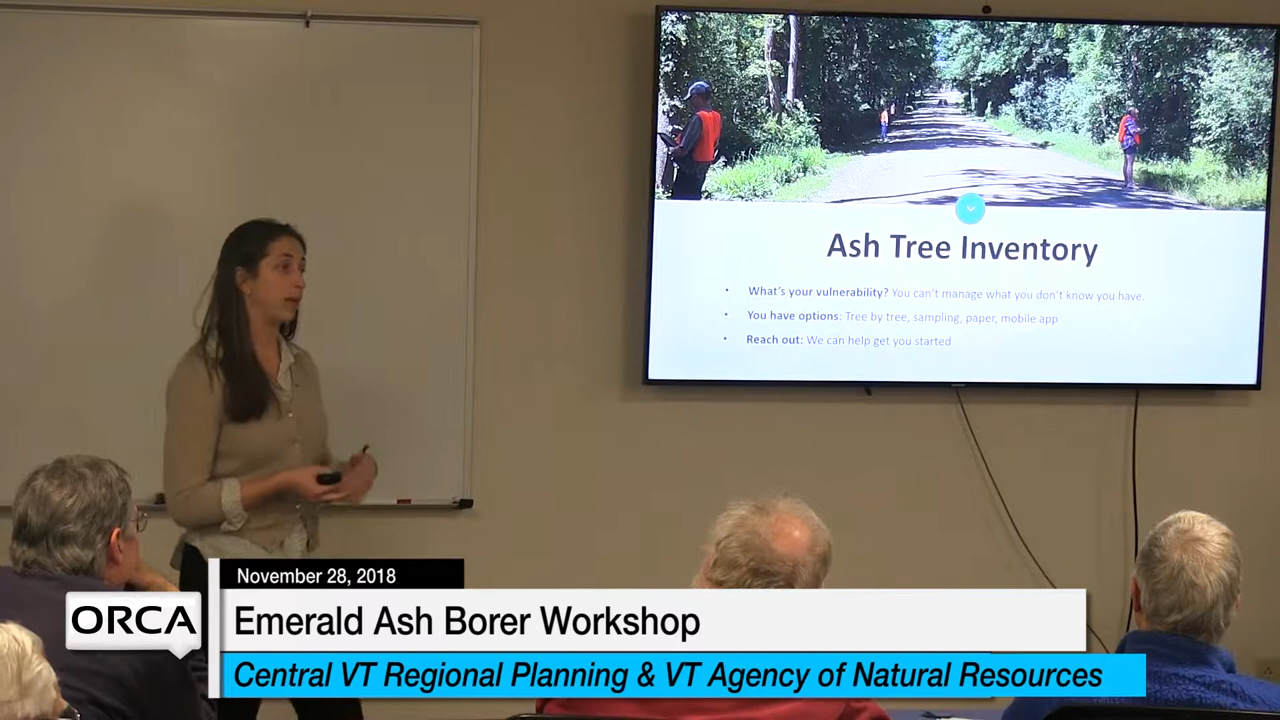 Ash Tree Inventory
• What's your vulnerability? You can't manage what you don't know you have.
• You have options: Tree by tree, sampling, paper, mobile app
• Reach out: We can help get you started
November 28, 2018
ORCA
Emerald Ash Borer Workshop
Central VT Regional Planning & VT Agency of Natural Resources